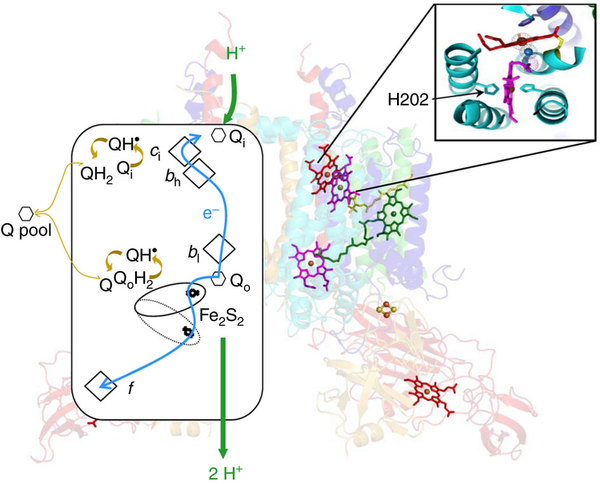 H⁺
H202
QH•
QH₂ Qᵢ
cᵢ
Qᵢ
bₕ
Q pool
e⁻
QH•
Q QₒH₂
bₗ
Qₒ
Fe₂S₂
f
2 H⁺